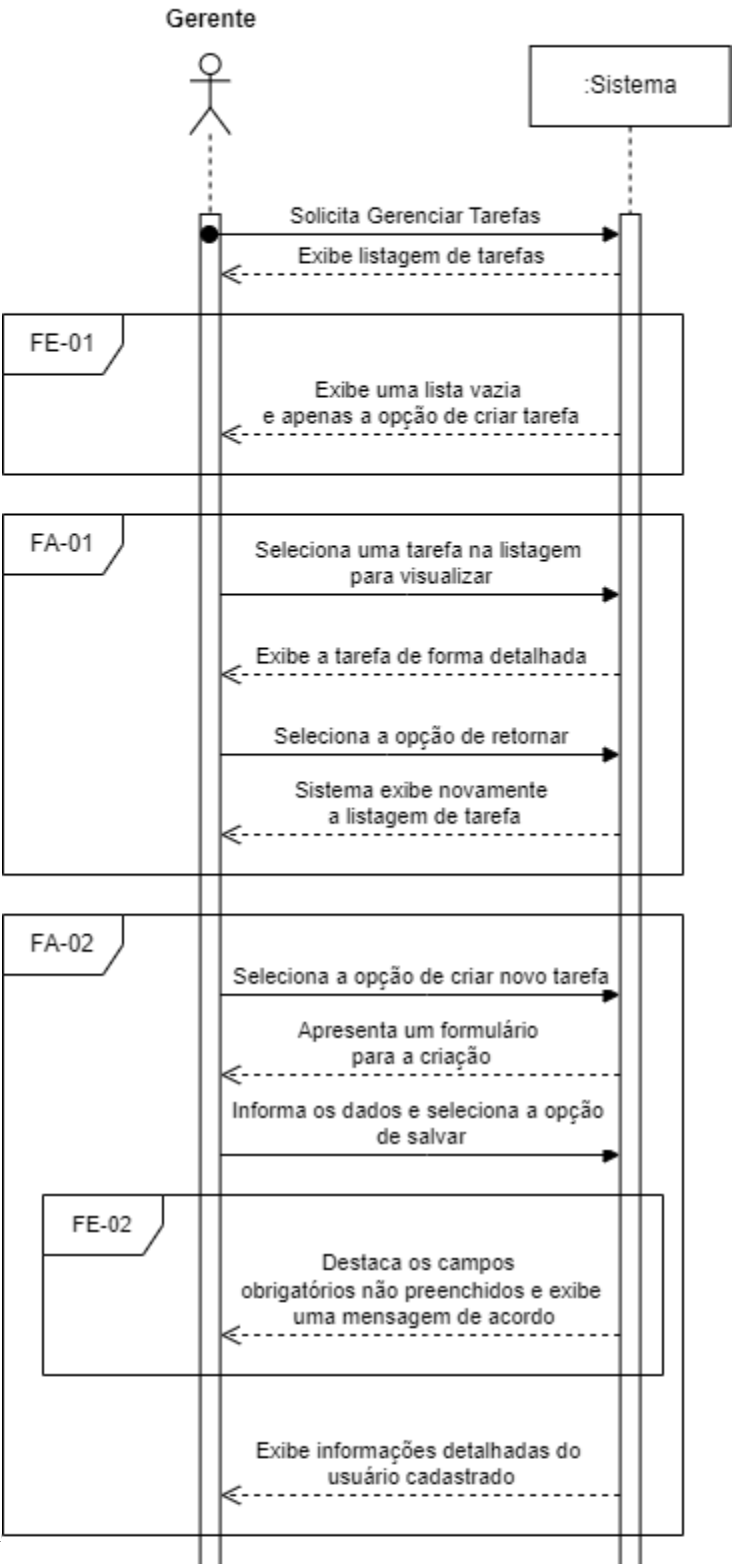 Gerente
:Sistema
Solicita Gerenciar Tarefas
Exibe listagem de tarefas
FE-01
Exibe uma lista vazia
e apenas a opção de criar tarefa
FA-01
Seleciona uma tarefa na listagem
para visualizar
Exibe a tarefa de forma detalhada
Seleciona a opção de retornar
Sistema exibe novamente
a listagem de tarefa
FA-02
Seleciona a opção de criar novo tarefa
Apresenta um formulário
para a criação
Informa os dados e seleciona a opção
de salvar
FE-02
Destaca os campos
obrigatórios não preenchidos e exibe
uma mensagem de acordo
Exibe informações detalhadas do
usuário cadastrado